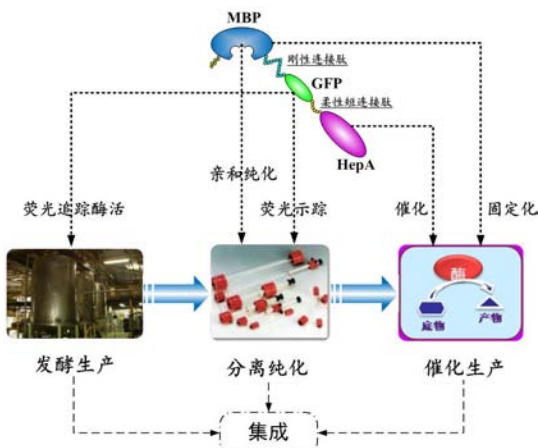 MBP
刚性连接肽
GFP
柔性短连接肽
HepA
亲和纯化
荧光追踪酶活
荧光示踪
催化
固定化
酶
底物
产物
发酵生产
分离纯化
催化生产
集成